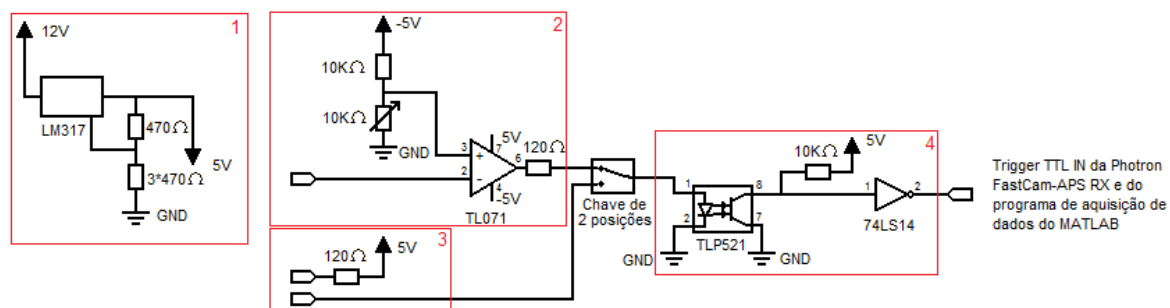 1
12V
LM317
470Ω
5V
3*470Ω
GND
2
-5V
10KΩ
10KΩ
GND
3
2
+
-
7
5V
6
4
-5V
TL071
120Ω
Chave de
2 posições
3
120Ω
5V
4
5V
10KΩ
1
2
8
7
TLP521
GND
GND
1
2
74LS14
Trigger TTL IN da Photron
FastCam-APS RX e do
programa de aquisição de
dados do MATLAB